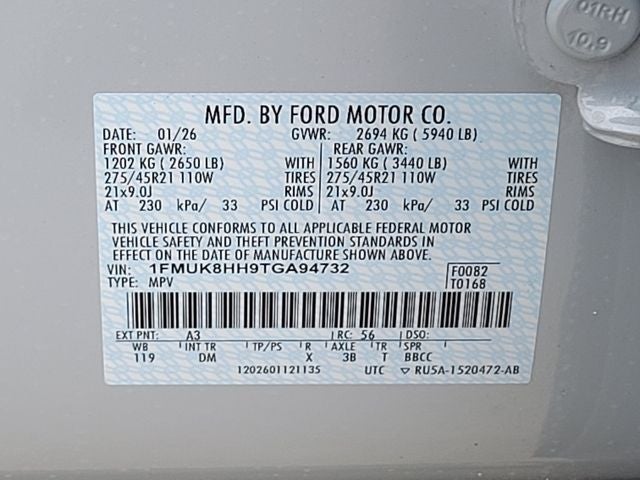 01RH
10.9
MFD. BY FORD MOTOR CO.
DATE: 01/26 GVWR: 2694 KG ( 5940 LB)
FRONT GAWR: REAR GAWR:
1202 KG ( 2650 LB) WITH 1560 KG ( 3440 LB) WITH
275/45R21 110W TIRES 275/45R21 110W TIRES
21x9.0J RIMS 21x9.0J RIMS
AT 230 kPa/ 33 PSI COLD AT 230 kPa/ 33 PSI COLD
THIS VEHICLE CONFORMS TO ALL APPLICABLE FEDERAL MOTOR
VEHICLE SAFETY AND THEFT PREVENTION STANDARDS IN
EFFECT ON THE DATE OF MANUFACTURE SHOWN ABOVE.
VIN: 1FMUK8HH9TGA94732 F0082
TYPE: MPV T0168
EXT PNT: A3 RC: 56 DSO:
WB INT TR TP/PS R AXLE TR SPR
119 DM X 3B T BBCC
1202601121135 UTC ▽ RU5A-1520472-AB